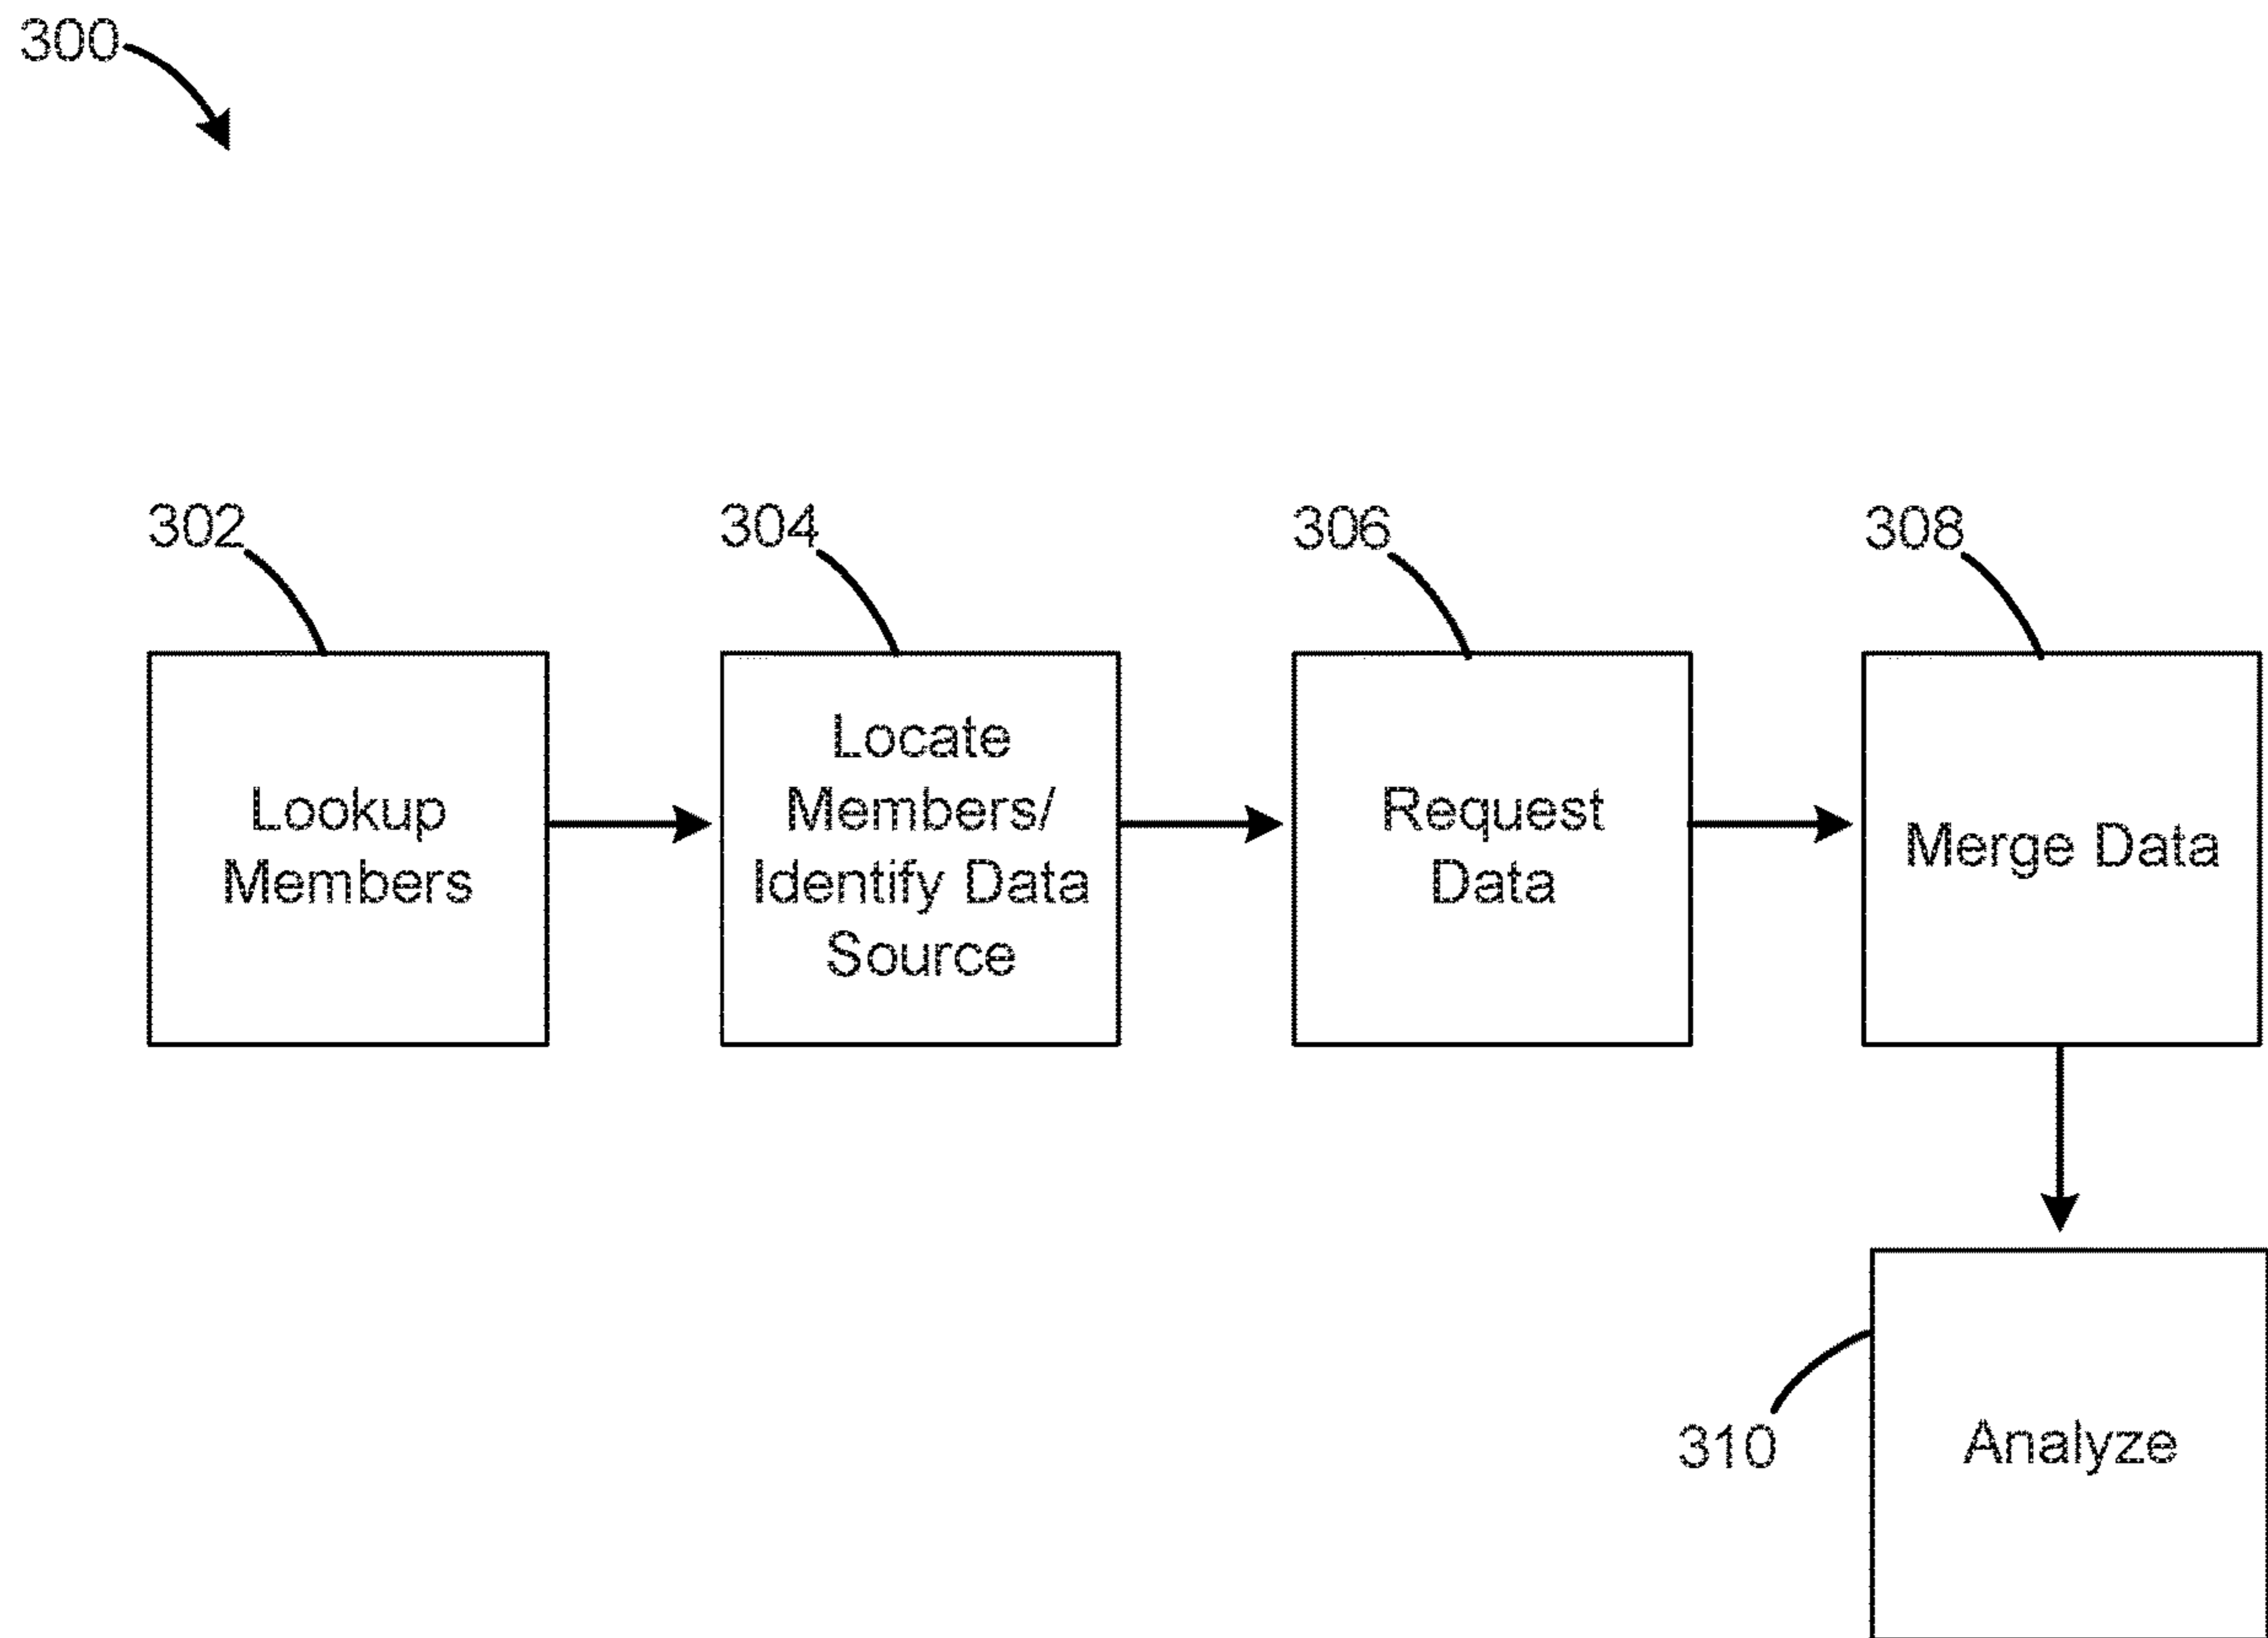 300
302
304
306
308
Lookup
Members
Locate
Members/
Identify Data
Source
Request
Data
Merge Data
310
Analyze